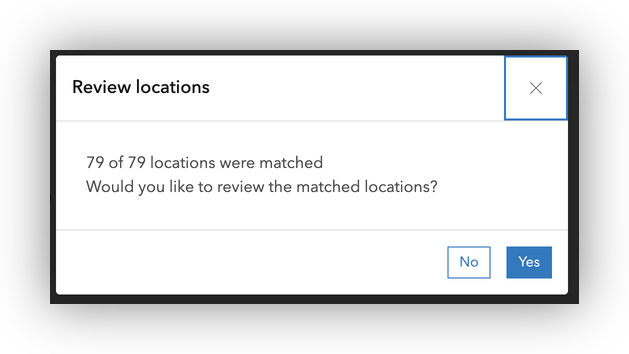 Review locations
79 of 79 locations were matched
Would you like to review the matched locations?
No
Yes